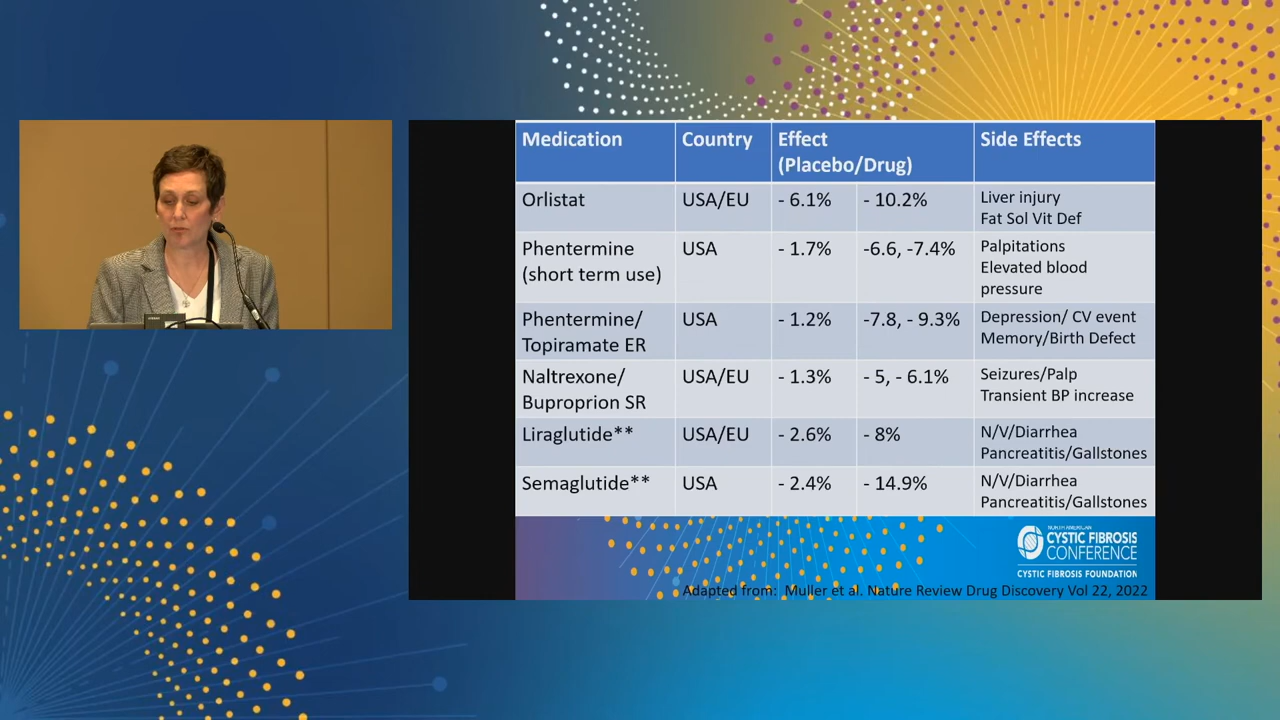 Medication Country Effect (Placebo/Drug) Side Effects
Orlistat USA/EU - 6.1% - 10.2% Liver injury
Fat Sol Vit Def
Phentermine USA - 1.7% -6.6, -7.4% Palpitations
(short term use) Elevated blood
pressure
Phentermine/ USA - 1.2% -7.8, - 9.3% Depression/ CV event
Topiramate ER Memory/Birth Defect
Naltrexone/ USA/EU - 1.3% - 5, - 6.1% Seizures/Palp
Buproprion SR Transient BP increase
Liraglutide** USA/EU - 2.6% - 8% N/V/Diarrhea
Pancreatitis/Gallstones
Semaglutide** USA - 2.4% - 14.9% N/V/Diarrhea
Pancreatitis/Gallstones
NORTH AMERICAN
CYSTIC FIBROSIS
CONFERENCE
CYSTIC FIBROSIS FOUNDATION
Adapted from: Muller et al. Nature Review Drug Discovery Vol 22, 2022